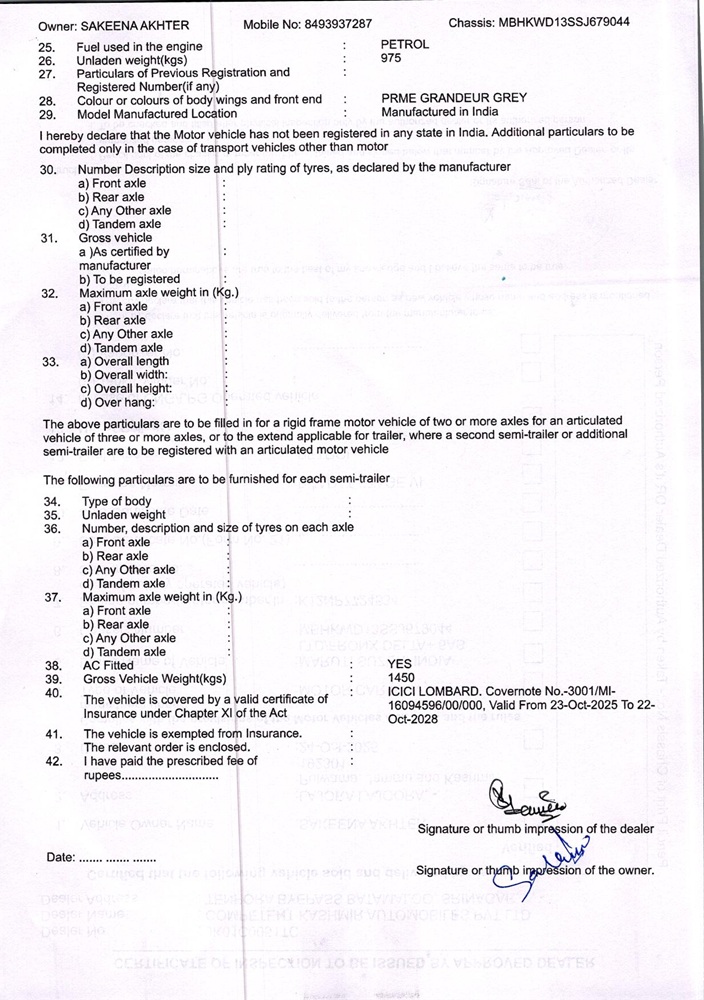 Owner: SAKEENA AKHTER Mobile No: 8493937287 Chassis: MBHKWD13SSJ679044
25. Fuel used in the engine : PETROL
26. Unladen weight(kgs) : 975
27. Particulars of Previous Registration and :
Registered Number(if any)
28. Colour or colours of body wings and front end : PRME GRANDEUR GREY
29. Model Manufactured Location : Manufactured in India
I hereby declare that the Motor vehicle has not been registered in any state in India. Additional particulars to be
completed only in the case of transport vehicles other than motor
30. Number Description size and ply rating of tyres, as declared by the manufacturer
a) Front axle :
b) Rear axle :
c) Any Other axle :
d) Tandem axle :
31. Gross vehicle
a )As certified by :
manufacturer
b) To be registered :
32. Maximum axle weight in (Kg.)
a) Front axle :
b) Rear axle :
c) Any Other axle :
d) Tandem axle :
33. a) Overall length :
b) Overall width: :
c) Overall height: :
d) Over hang: :
The above particulars are to be filled in for a rigid frame motor vehicle of two or more axles for an articulated
vehicle of three or more axles, or to the extend applicable for trailer, where a second semi-trailer or additional
semi-trailer are to be registered with an articulated motor vehicle
The following particulars are to be furnished for each semi-trailer
34. Type of body :
35. Unladen weight :
36. Number, description and size of tyres on each axle
a) Front axle :
b) Rear axle :
c) Any Other axle :
d) Tandem axle :
37. Maximum axle weight in (Kg.)
a) Front axle :
b) Rear axle :
c) Any Other axle :
d) Tandem axle :
38. AC Fitted : YES
39. Gross Vehicle Weight(kgs) : 1450
40. The vehicle is covered by a valid certificate of : ICICI LOMBARD. Covernote No.-3001/MI-
Insurance under Chapter XI of the Act 16094596/00/000, Valid From 23-Oct-2025 To 22-
Oct-2028
41. The vehicle is exempted from Insurance. :
The relevant order is enclosed. :
42. I have paid the prescribed fee of :
rupees.............................
Signature or thumb impression of the dealer
Date: ....... ....... .......
Signature or thumb impression of the owner.